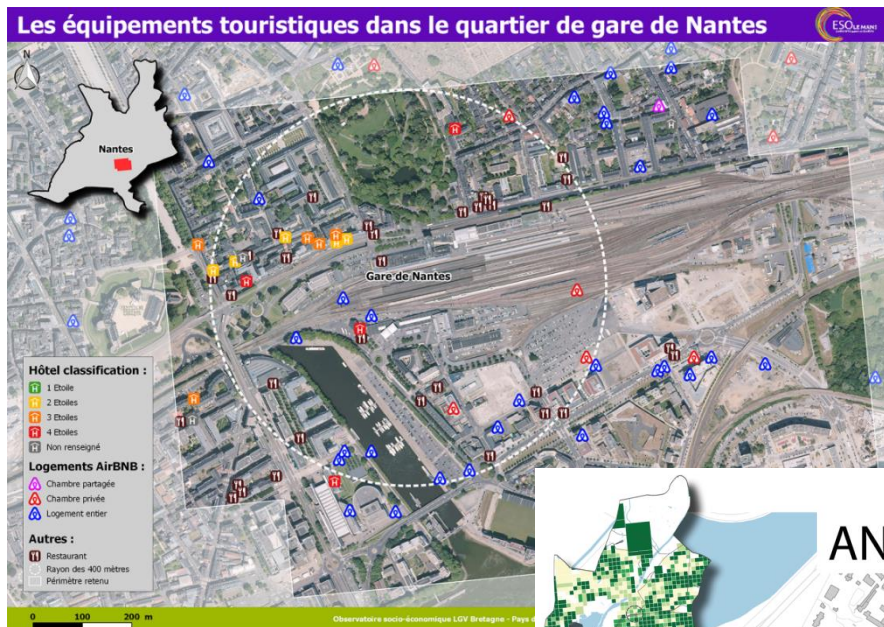 Les équipements touristiques dans le quartier de gare de Nantes
ESO LE MANS
N
Nantes
Gare de Nantes
Hôtel classification :
1 Etoile
2 Etoiles
3 Etoiles
4 Etoiles
Non renseigné
Logements AirBNB :
Chambre partagée
Chambre privée
Logement entier
Autres :
Restaurant
Rayon des 400 mètres
Périmètre retenu
0 100 200 m
Observatoire socio-économique LGV Bretagne - Pays d
AN